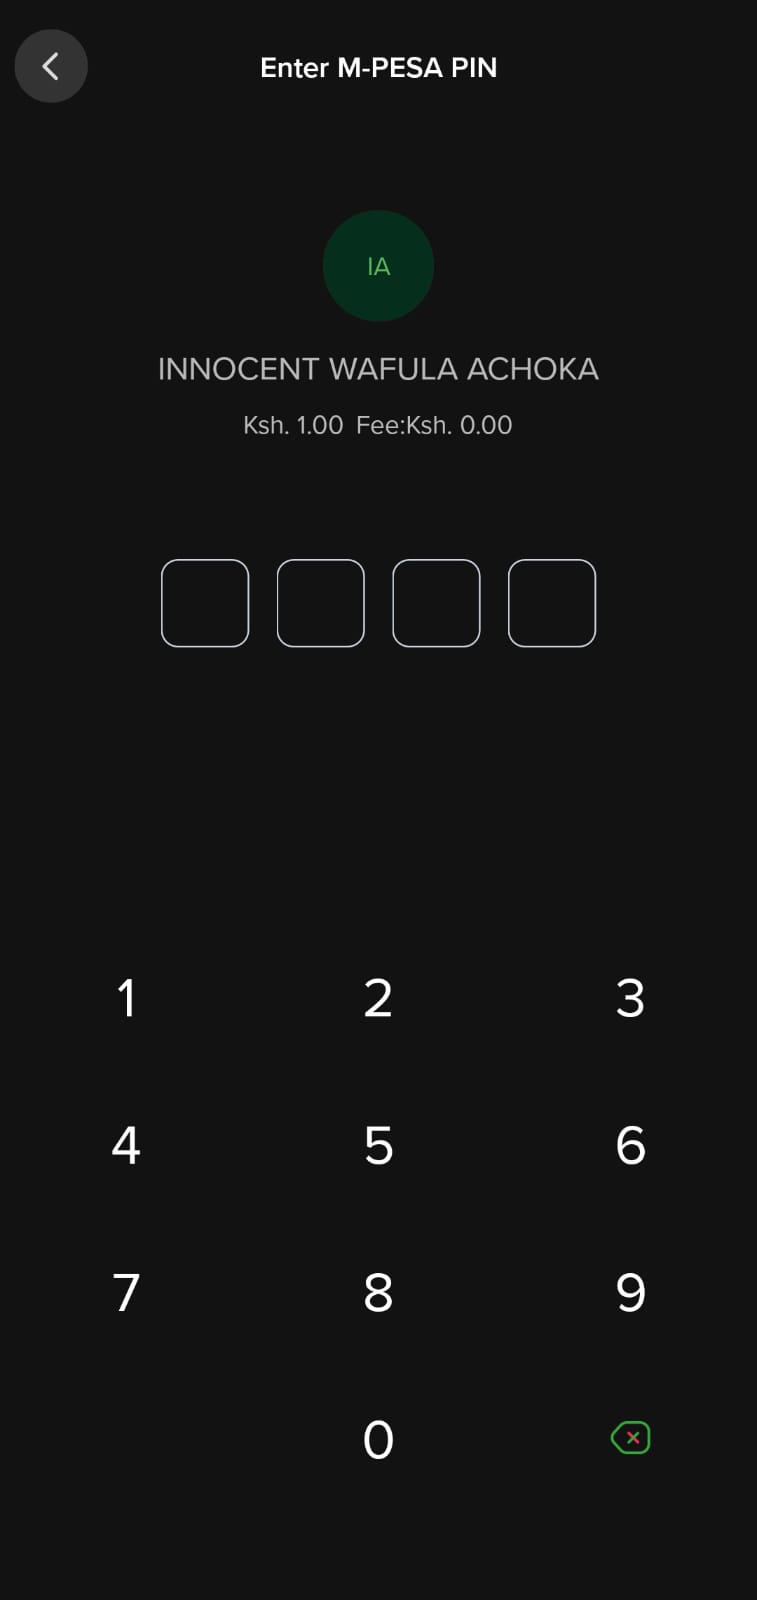 Enter M-PESA PIN
IA
INNOCENT WAFULA ACHOKA
Ksh. 1.00 Fee:Ksh. 0.00
1 2 3
4 5 6
7 8 9
0